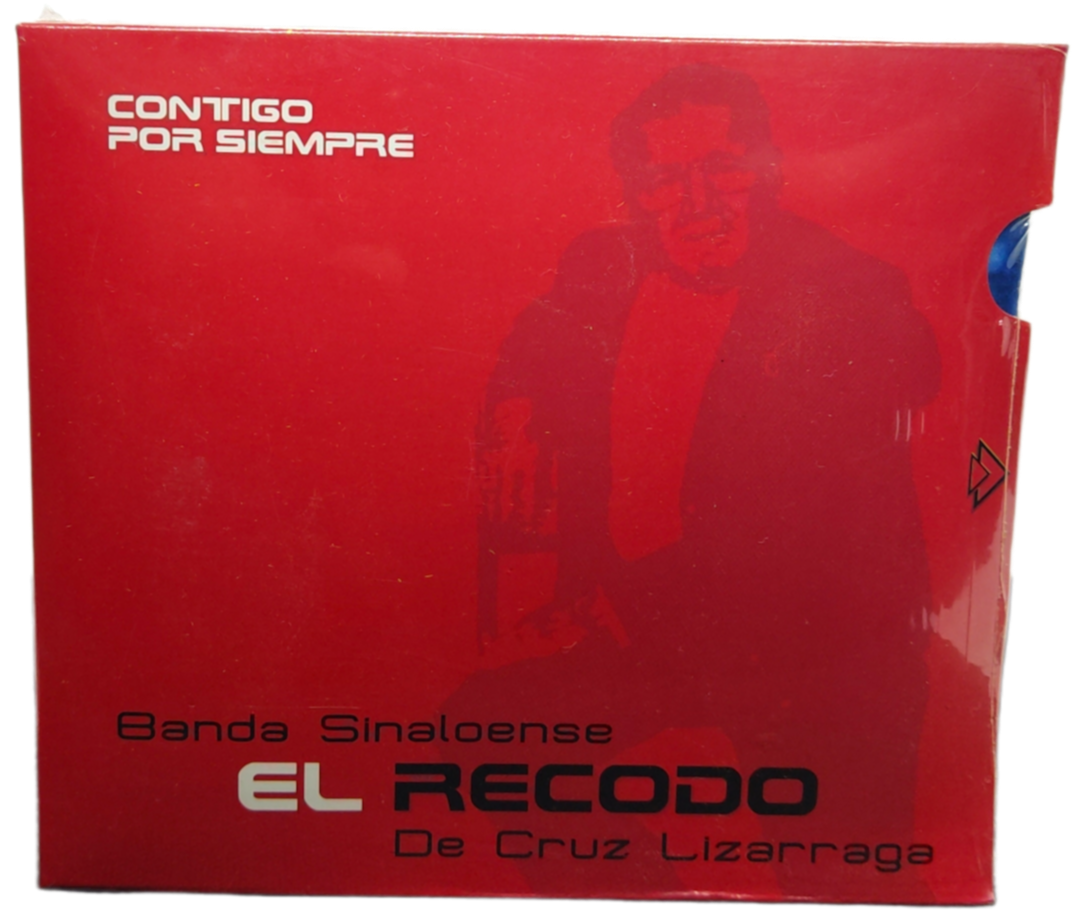 CONTIGO
POR SIEMPRE
Banda Sinaloense
EL RECODO
De Cruz Lizarraga